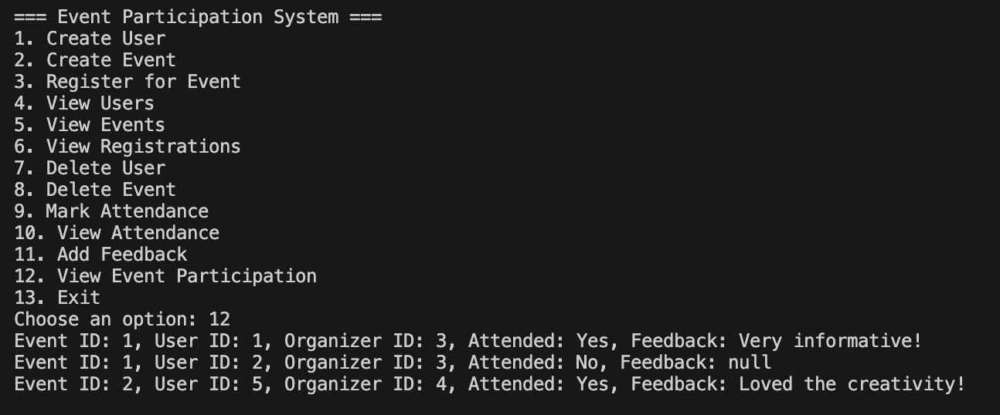 === Event Participation System ===
1. Create User
2. Create Event
3. Register for Event
4. View Users
5. View Events
6. View Registrations
7. Delete User
8. Delete Event
9. Mark Attendance
10. View Attendance
11. Add Feedback
12. View Event Participation
13. Exit
Choose an option: 12
Event ID: 1, User ID: 1, Organizer ID: 3, Attended: Yes, Feedback: Very informative!
Event ID: 1, User ID: 2, Organizer ID: 3, Attended: No, Feedback: null
Event ID: 2, User ID: 5, Organizer ID: 4, Attended: Yes, Feedback: Loved the creativity!